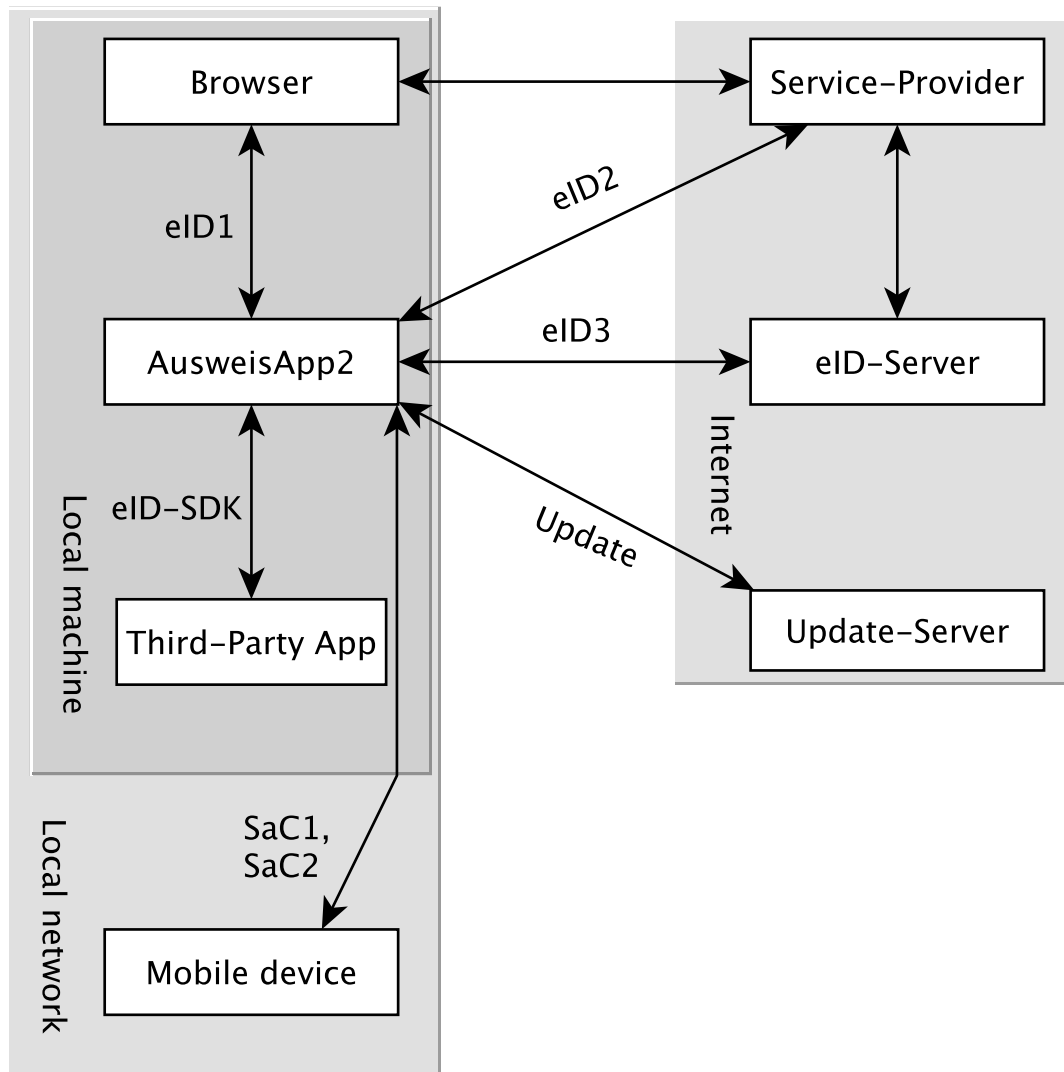 Browser
Service–Provider
eID2
eID1
eID3
AusweisApp2
eID–Server
Internet
eID–SDK
Local machine
Update
Third–Party App
Update–Server
SaC1,
SaC2
Local network
Mobile device